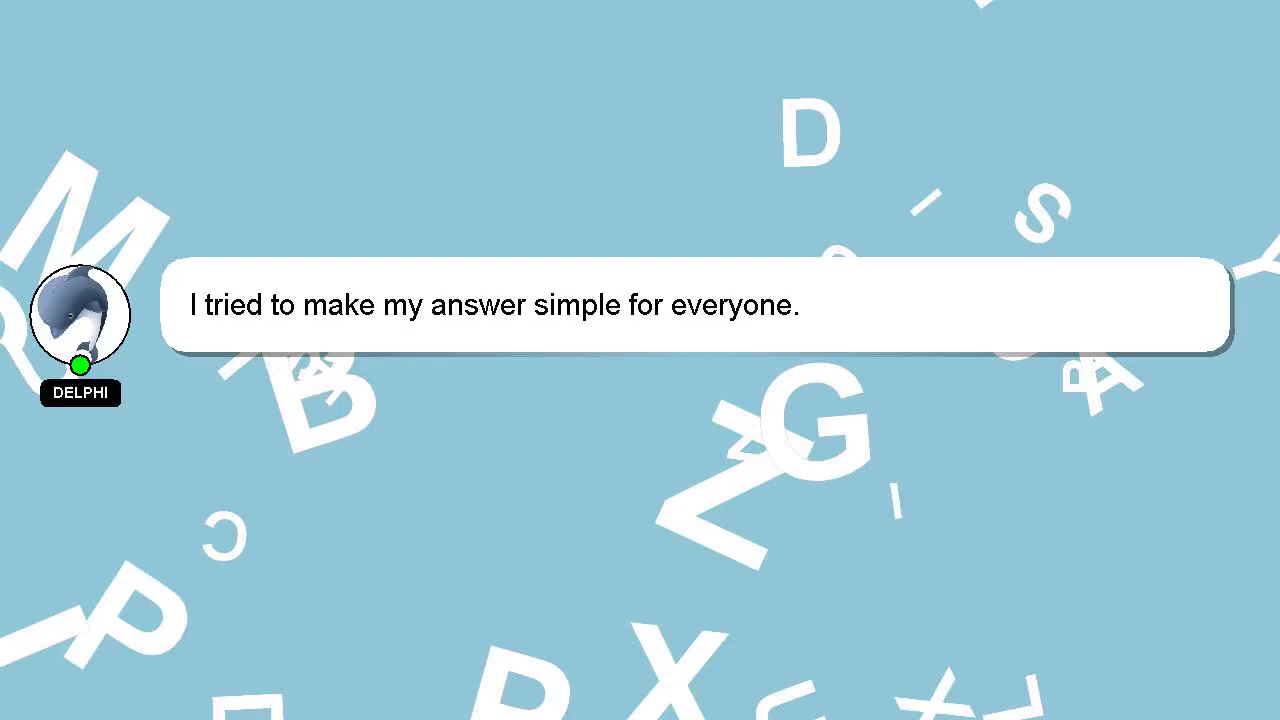 I tried to make my answer simple for everyone.
DELPHI
D
I
S
M
Y
B
A
B
G
Z
Z
I
C
P
I
P
X
U
X
L